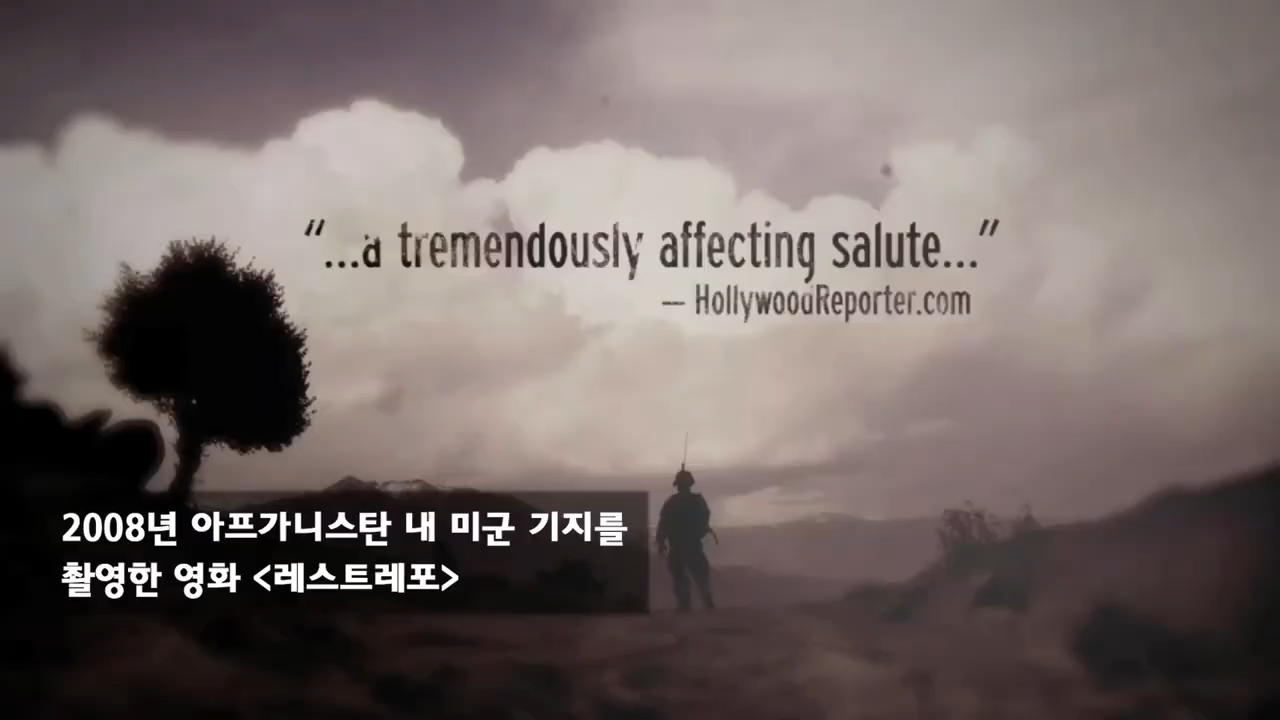 “...a tremendously affecting salute...”
— HollywoodReporter.com
2008년 아프가니스탄 내 미군 기지를
촬영한 영화 <레스트레포>